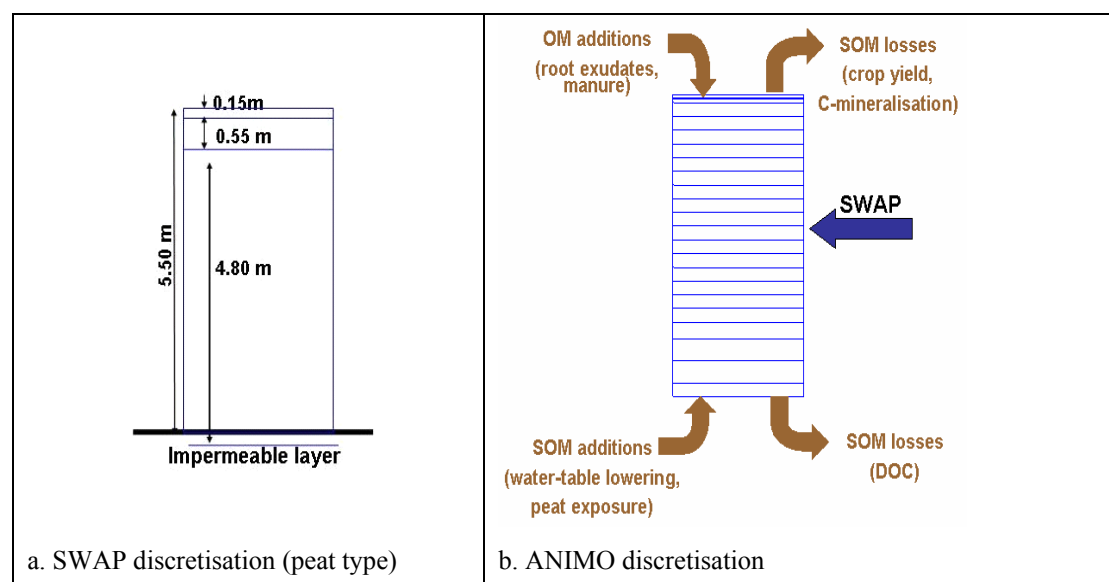 0.15m
0.55 m
5.50 m
4.80 m
Impermeable layer
a. SWAP discretisation (peat type)
OM additions
(root exudates,
manure)
SOM losses
(crop yield,
C-mineralisation)
SWAP
SOM additions
(water-table lowering,
peat exposure)
SOM losses
(DOC)
b. ANIMO discretisation